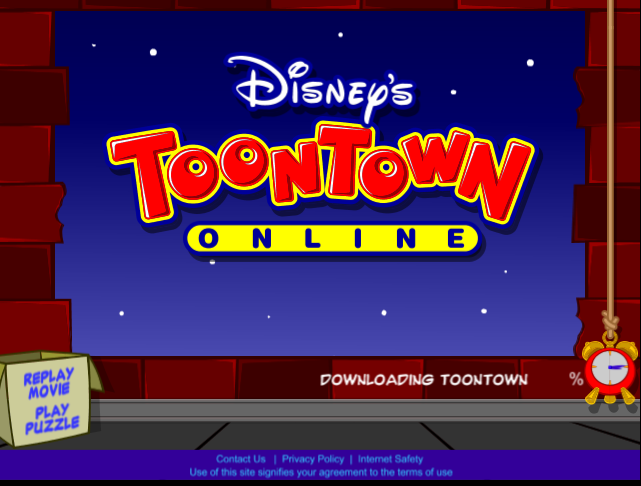 Disney's
TOONTOWN
ONLINE
DOWNLOADING TOONTOWN %
REPLAY
MOVIE
PLAY
PUZZLE
Contact Us | Privacy Policy | Internet Safety
Use of this site signifies your agreement to the terms of use